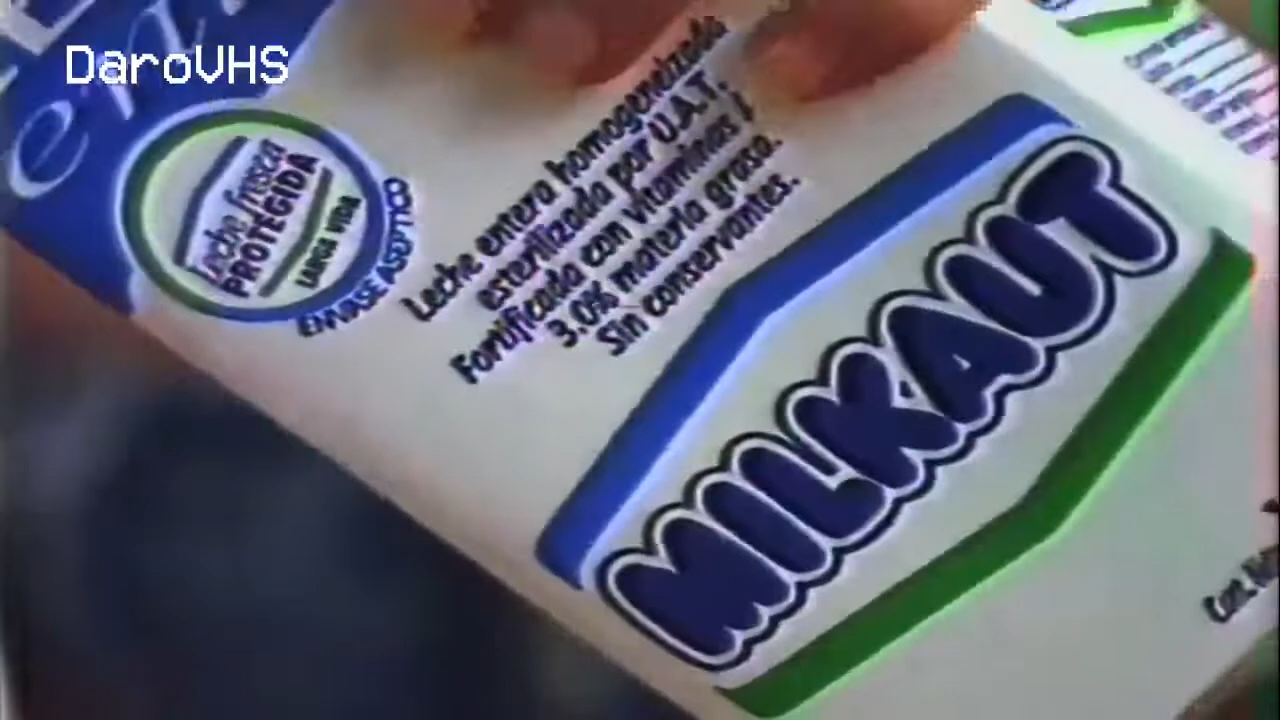 DaroVHS
Leche fresca
PROTEGIDA
LARGA VIDA
ENVASE ASEPTICO
Leche entera homogeneizada
esterilizada por U.A.T.
Fortificada con vitaminas
3.0% materia grasa.
Sin conservantes.
MILKAUT